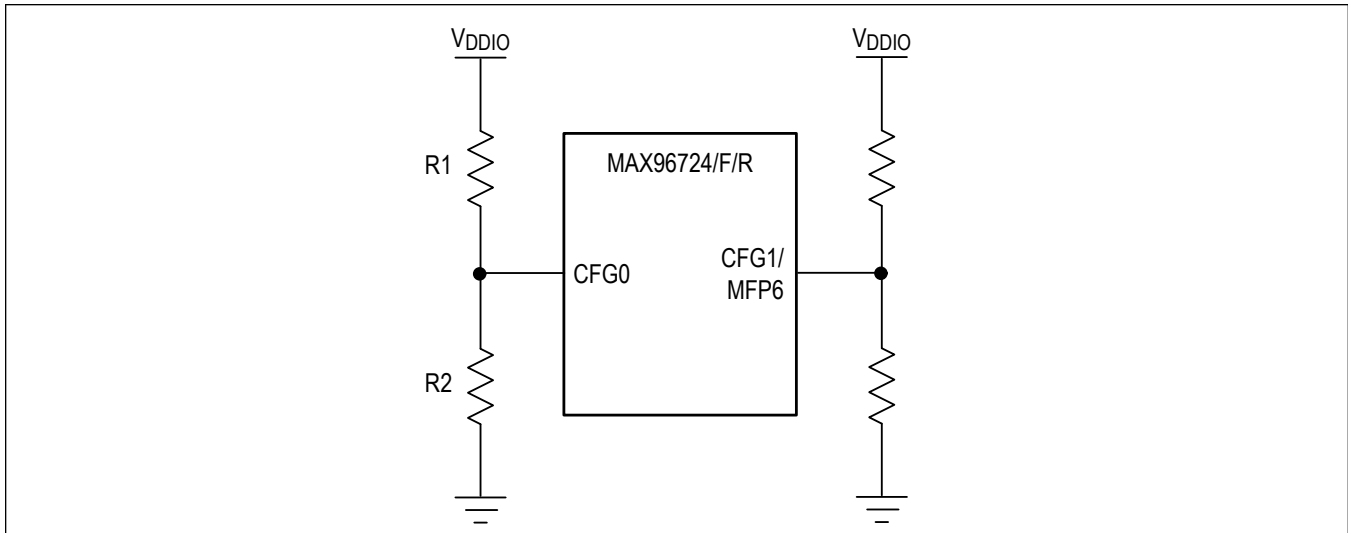 VDDIO
VDDIO
R1
MAX96724/F/R
CFG0
CFG1/
MFP6
R2